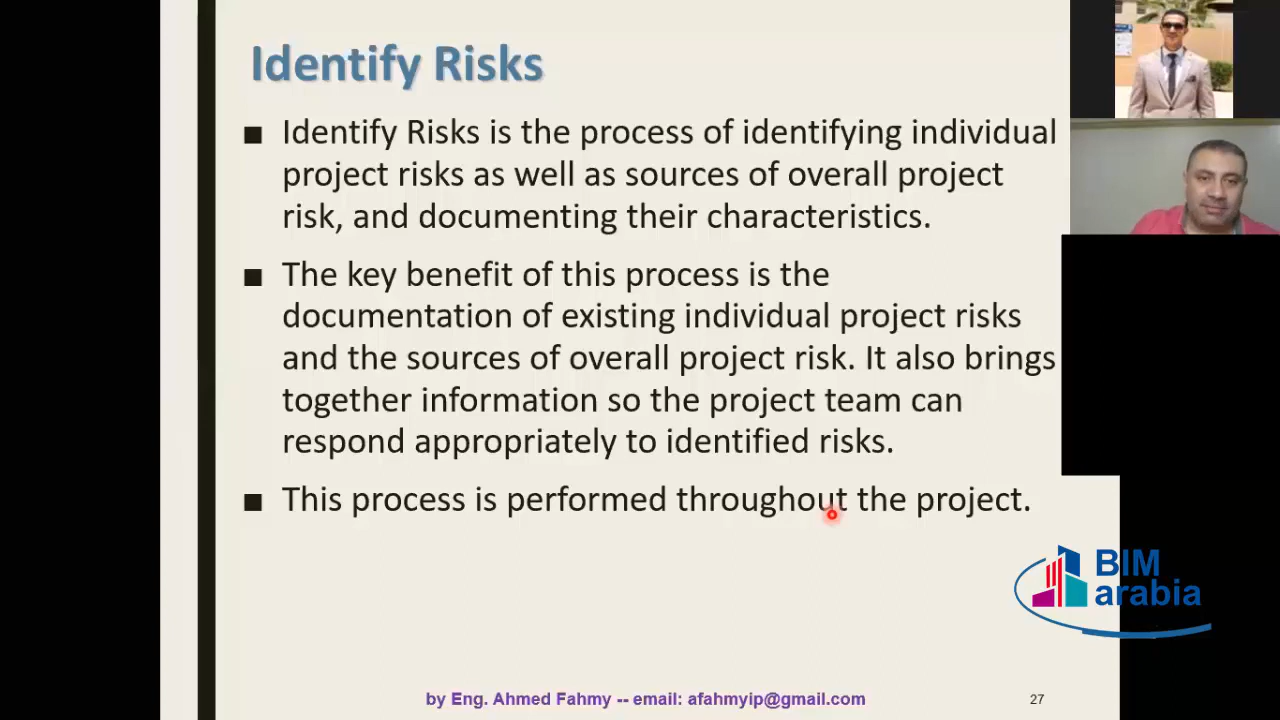 Identify Risks
■ Identify Risks is the process of identifying individual
project risks as well as sources of overall project
risk, and documenting their characteristics.
■ The key benefit of this process is the
documentation of existing individual project risks
and the sources of overall project risk. It also brings
together information so the project team can
respond appropriately to identified risks.
■ This process is performed throughout the project.
BIM
arabia
by Eng. Ahmed Fahmy -- email: afahmyip@gmail.com
27